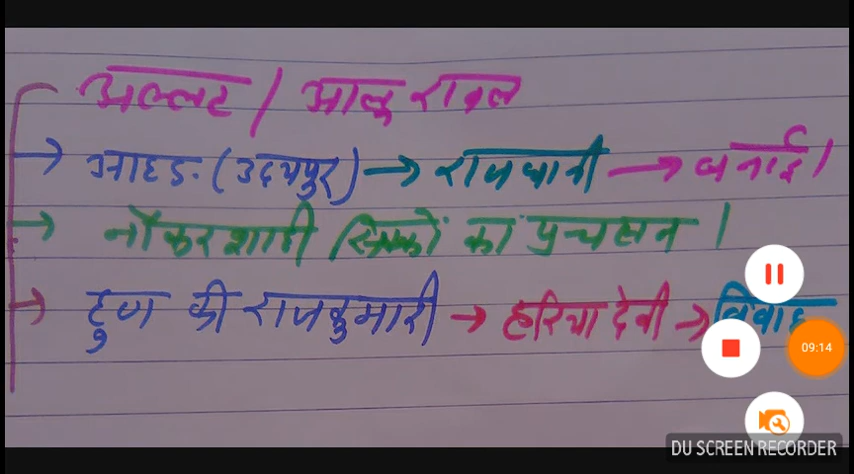 अल्लट / आलू रावल
→ आहड. (उदयपुर) → राजधानी → बनाई।
→ नौकरशाही / सिक्कों का प्रचलन।
→ हुण की राजकुमारी → हरिया देवी → विवाह
09:14
DU SCREEN RECORDER